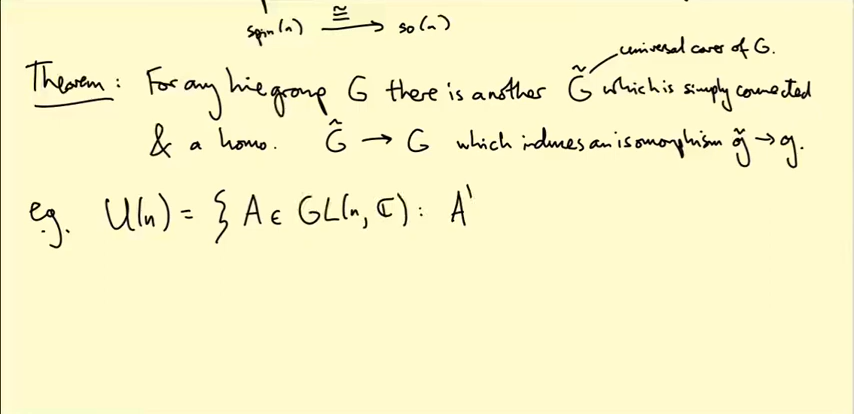 spin(n) ≅→ so(n)
universal cover of G.
Theorem: For any Lie group G there is another G̃ which is simply connected
& a homo. G̃ → G which induces an isomorphism g̃ → g.
eg. U(n) = { A ∈ GL(n, ℂ) : A'